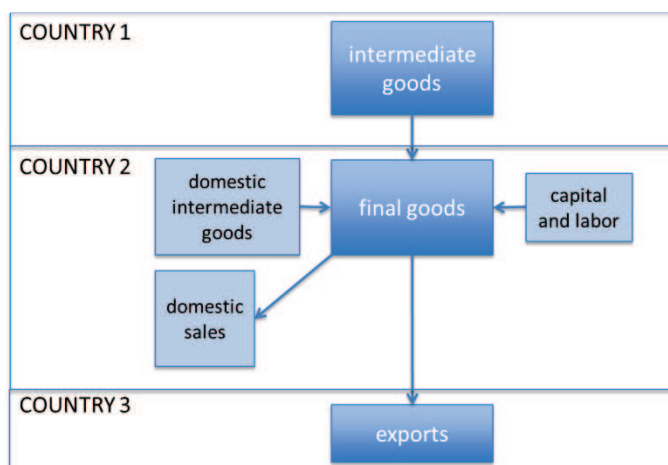 COUNTRY 1
intermediate
goods
COUNTRY 2
domestic
intermediate
goods
final goods
capital
and labor
domestic
sales
COUNTRY 3
exports